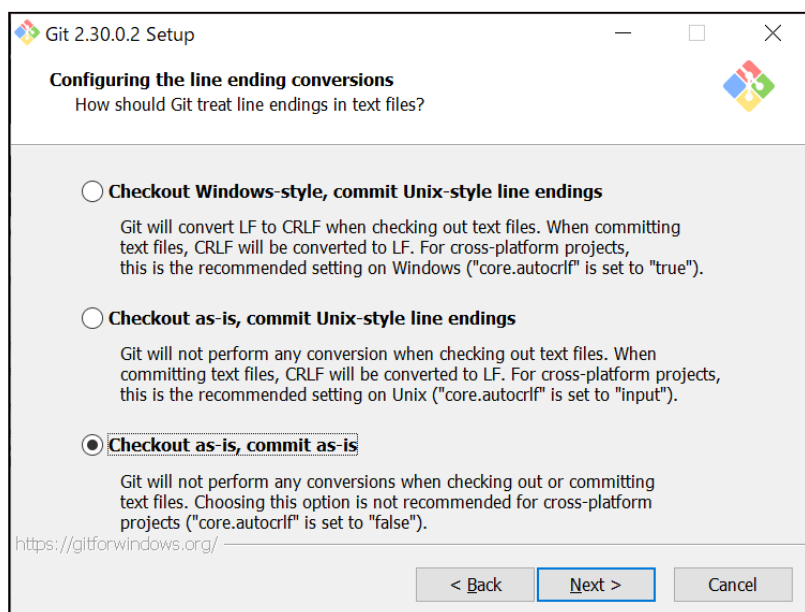 Git 2.30.0.2 Setup
Configuring the line ending conversions
How should Git treat line endings in text files?
Checkout Windows-style, commit Unix-style line endings
Git will convert LF to CRLF when checking out text files. When committing
text files, CRLF will be converted to LF. For cross-platform projects,
this is the recommended setting on Windows ("core.autocrlf" is set to "true").
Checkout as-is, commit Unix-style line endings
Git will not perform any conversion when checking out text files. When
committing text files, CRLF will be converted to LF. For cross-platform projects,
this is the recommended setting on Unix ("core.autocrlf" is set to "input").
Checkout as-is, commit as-is
Git will not perform any conversions when checking out or committing
text files. Choosing this option is not recommended for cross-platform
projects ("core.autocrlf" is set to "false").
https://gitforwindows.org/
< Back Next > Cancel